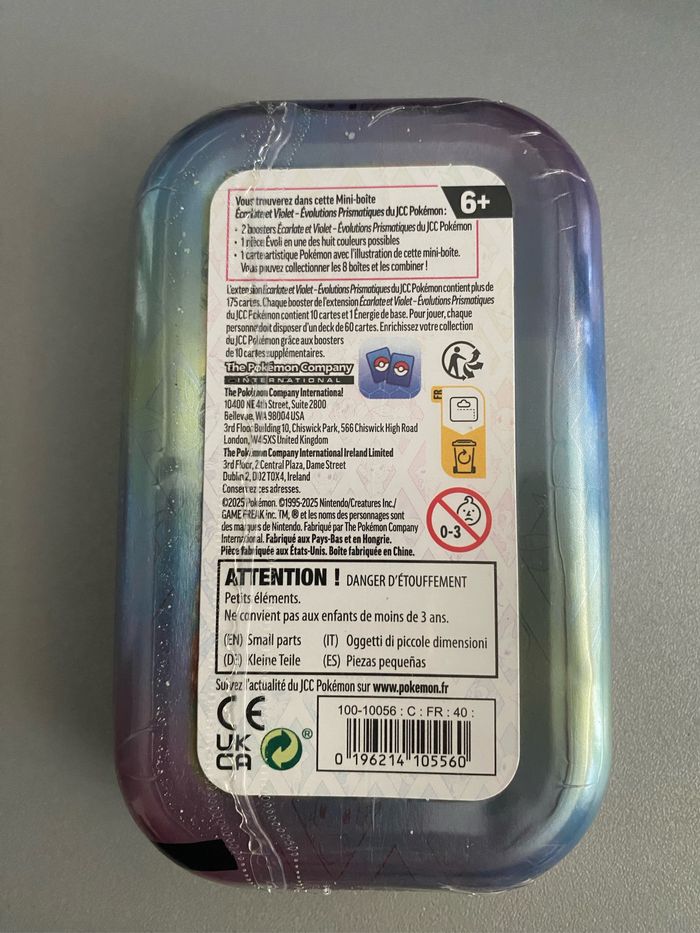 Vous trouverez dans cette Mini-boîte
Écarlate et Violet – Évolutions Prismatiques du JCC Pokémon :
6+
• 2 boosters Écarlate et Violet – Évolutions Prismatiques du JCC Pokémon
• 1 pièce Évoli en une des huit couleurs possibles
• 1 carte artistique Pokémon avec l'illustration de cette mini-boîte.
Vous pouvez collectionner les 8 boîtes et les combiner !
L'extension Écarlate et Violet – Évolutions Prismatiques du JCC Pokémon contient plus de
175 cartes. Chaque booster de l'extension Écarlate et Violet – Évolutions Prismatiques
du JCC Pokémon contient 10 cartes et 1 Énergie de base. Pour jouer, chaque
personne doit disposer d'un deck de 60 cartes. Enrichissez votre collection
du JCC Pokémon grâce aux boosters
de 10 cartes supplémentaires.
The Pokémon Company
INTERNATIONAL
The Pokémon Company International
10400 NE 4th Street, Suite 2800
Bellevue, WA 98004 USA
3rd Floor Building 10, Chiswick Park, 566 Chiswick High Road
London, W4 5XS United Kingdom
The Pokémon Company International Ireland Limited
3rd Floor, 2 Central Plaza, Dame Street
Dublin 2, D02 T0X4, Ireland
Conservez ces adresses.
FR
©2025 Pokémon. ©1995-2025 Nintendo/Creatures Inc./
GAME FREAK inc. TM, ® et les noms des personnages sont
des marques de Nintendo. Fabriqué par The Pokémon Company
International. Fabriqué aux Pays-Bas et en Hongrie.
Pièce fabriquée aux États-Unis. Boîte fabriquée en Chine.
0-3
ATTENTION ! DANGER D'ÉTOUFFEMENT
Petits éléments.
Ne convient pas aux enfants de moins de 3 ans.
(EN) Small parts (IT) Oggetti di piccole dimensioni
(DE) Kleine Teile (ES) Piezas pequeñas
Suivez l'actualité du JCC Pokémon sur www.pokemon.fr
CE
UK
CA
®
100-10056 : C : FR : 40 :
0 196214 105560